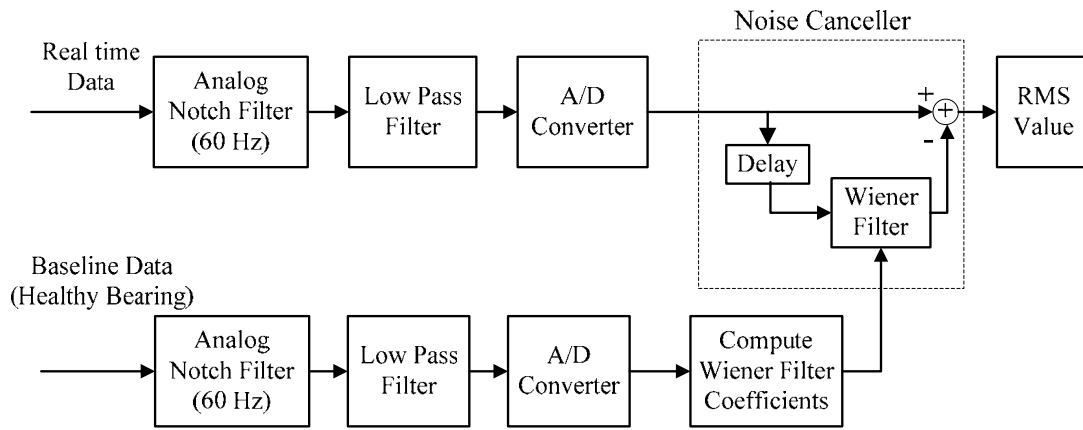 Noise Canceller
Real time
Data
Analog
Notch Filter
(60 Hz)
Low Pass
Filter
A/D
Converter
+
+
-
RMS
Value
Delay
Wiener
Filter
Baseline Data
(Healthy Bearing)
Analog
Notch Filter
(60 Hz)
Low Pass
Filter
A/D
Converter
Compute
Wiener Filter
Coefficients